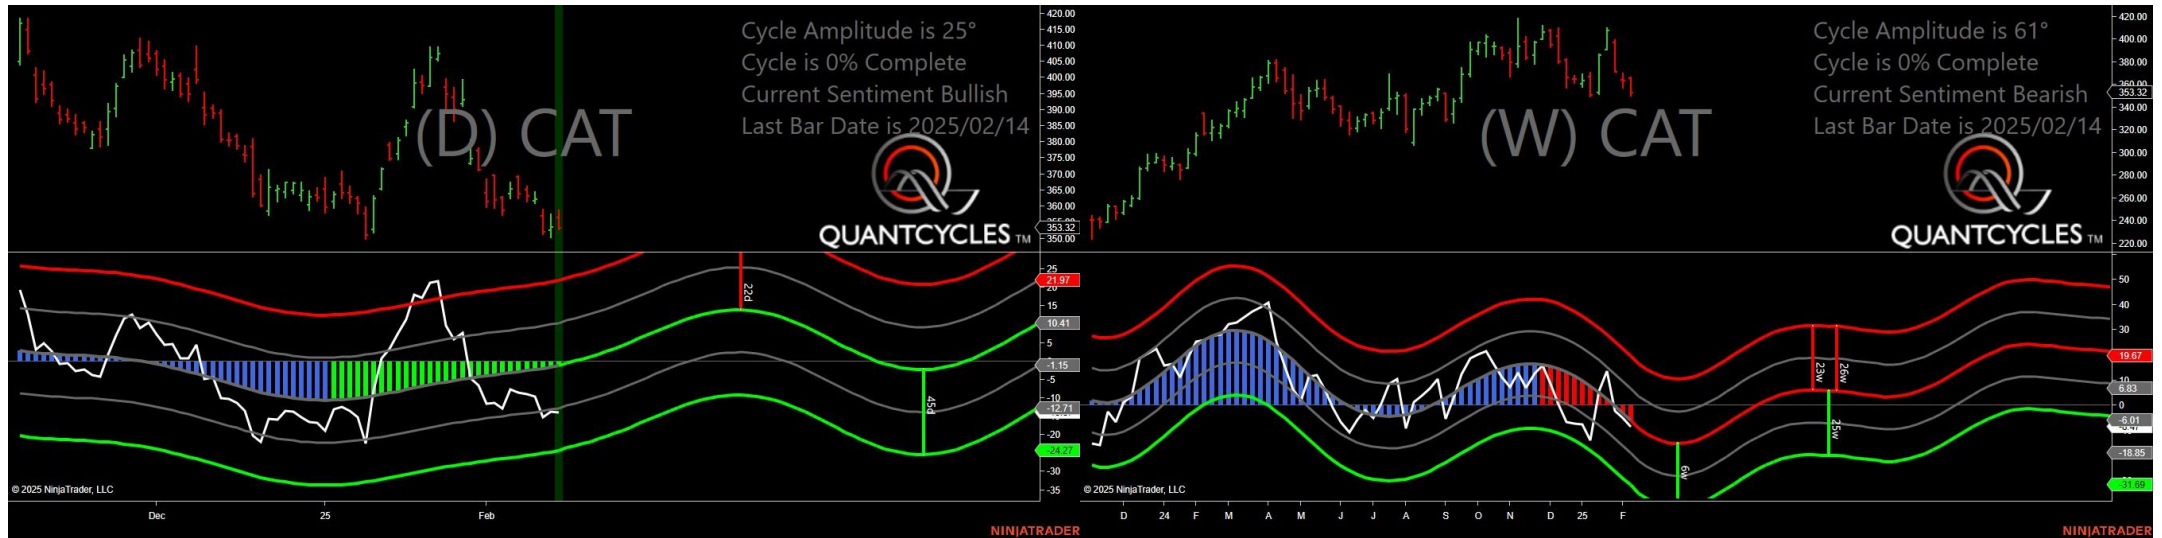 Cycle Amplitude is 25°
Cycle is 0% Complete
Current Sentiment Bullish
Last Bar Date is 2025/02/14
(D) CAT
QUANTCYCLES TM
420.00
415.00
410.00
405.00
400.00
395.00
390.00
385.00
380.00
375.00
370.00
365.00
360.00
353.32
350.00
25
21.97
15
10.41
5
-1.15
-5
-10
-12.71
-20
-24.27
-30
-35
22d
45d
© 2025 NinjaTrader, LLC
Dec
25
Feb
NINJATRADER
Cycle Amplitude is 61°
Cycle is 0% Complete
Current Sentiment Bearish
Last Bar Date is 2025/02/14
(W) CAT
QUANTCYCLES TM
420.00
400.00
380.00
360.00
353.32
340.00
320.00
300.00
280.00
260.00
240.00
220.00
50
40
30
19.67
10
6.83
0
-6.01
-18.85
-31.69
23w
26w
25w
6w
© 2025 NinjaTrader, LLC
D
24
F
M
A
M
J
J
A
S
O
N
D
25
F
NINJATRADER